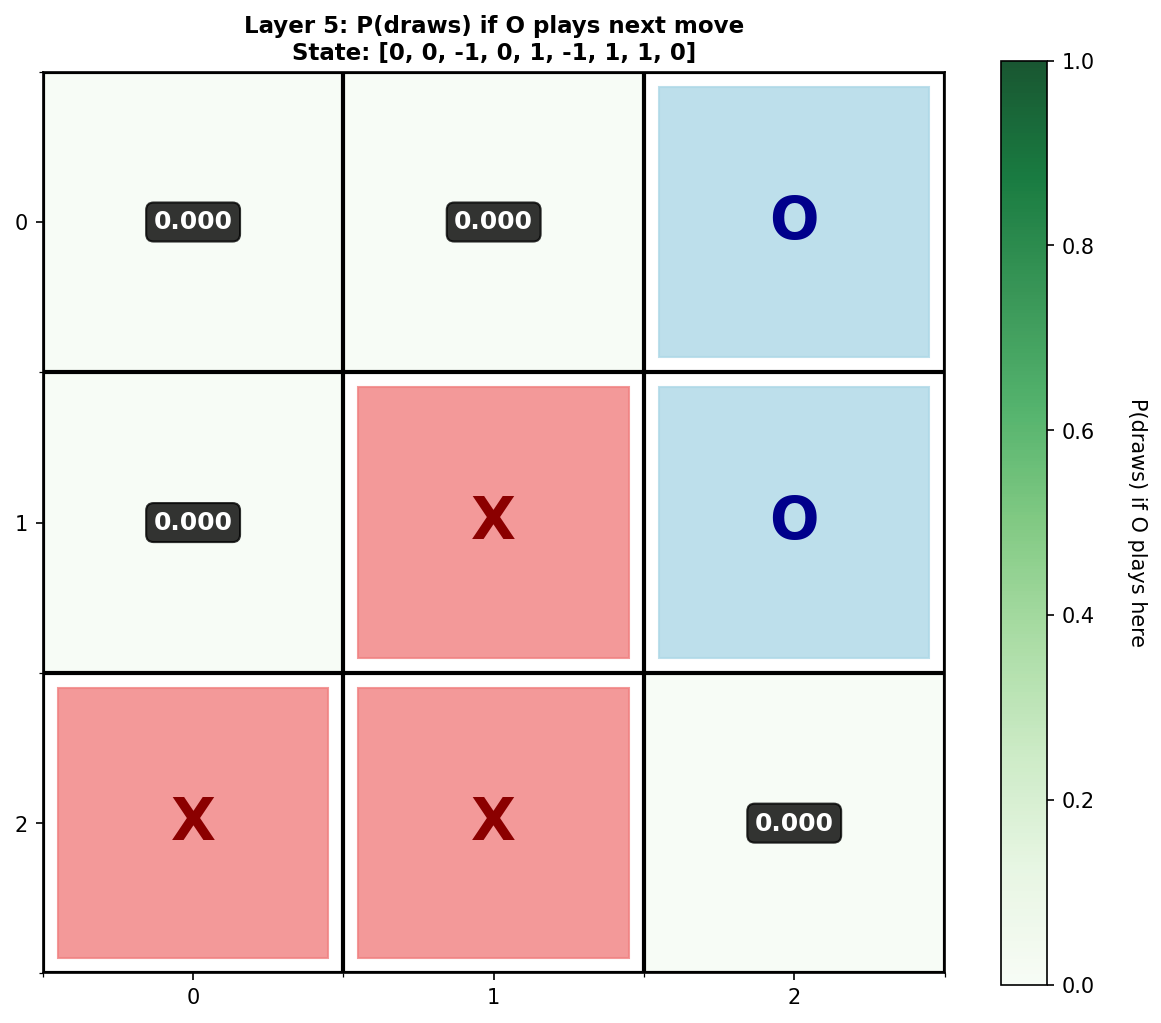 Layer 5: P(draws) if O plays next move
State: [0, 0, -1, 0, 1, -1, 1, 1, 0]
0 0.000 0.000 O
1 0.000 X O
2 X X 0.000
0 1 2
1.0
0.8
0.6
0.4
0.2
0.0
P(draws) if O plays here